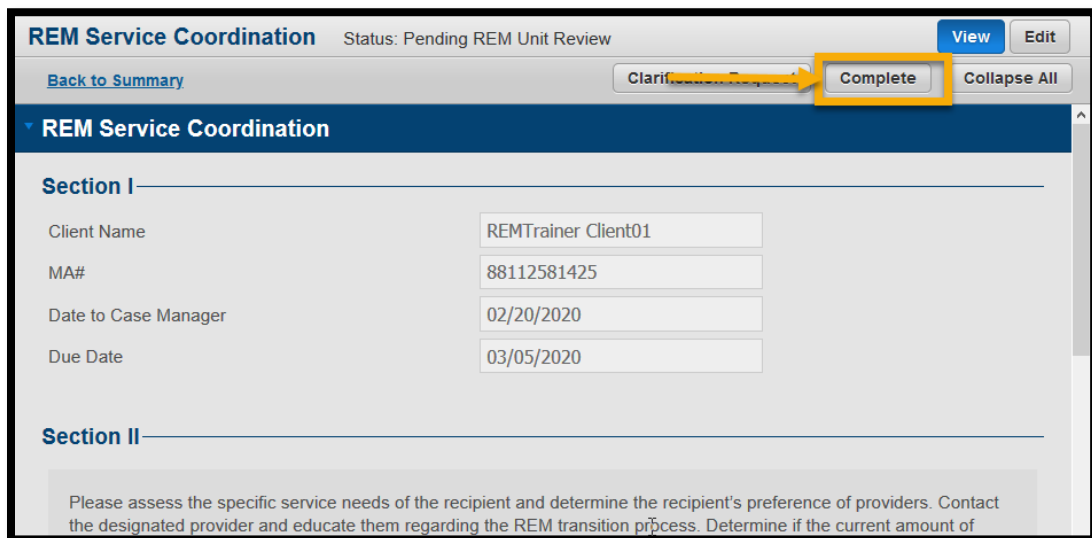 REM Service Coordination Status: Pending REM Unit Review View Edit
Back to Summary Clarification Request Complete Collapse All
REM Service Coordination
Section I
Client Name REMTrainer Client01
MA# 88112581425
Date to Case Manager 02/20/2020
Due Date 03/05/2020
Section II
Please assess the specific service needs of the recipient and determine the recipient's preference of providers. Contact
the designated provider and educate them regarding the REM transition process. Determine if the current amount of